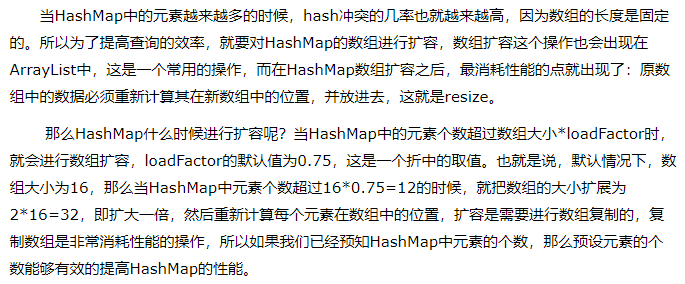 当HashMap中的元素越来越多的时候，hash冲突的几率也就越来越高，因为数组的长度是固定
的。所以为了提高查询的效率，就要对HashMap的数组进行扩容，数组扩容这个操作也会出现在
ArrayList中，这是一个常用的操作，而在HashMap数组扩容之后，最消耗性能的点就出现了：原数
组中的数据必须重新计算其在新数组中的位置，并放进去，这就是resize。
那么HashMap什么时候进行扩容呢？当HashMap中的元素个数超过数组大小*loadFactor时，
就会进行数组扩容，loadFactor的默认值为0.75，这是一个折中的取值。也就是说，默认情况下，数
组大小为16，那么当HashMap中元素个数超过16*0.75=12的时候，就把数组的大小扩展为
2*16=32，即扩大一倍，然后重新计算每个元素在数组中的位置，扩容是需要进行数组复制的，复
制数组是非常消耗性能的操作，所以如果我们已经预知HashMap中元素的个数，那么预设元素的个
数能够有效的提高HashMap的性能。